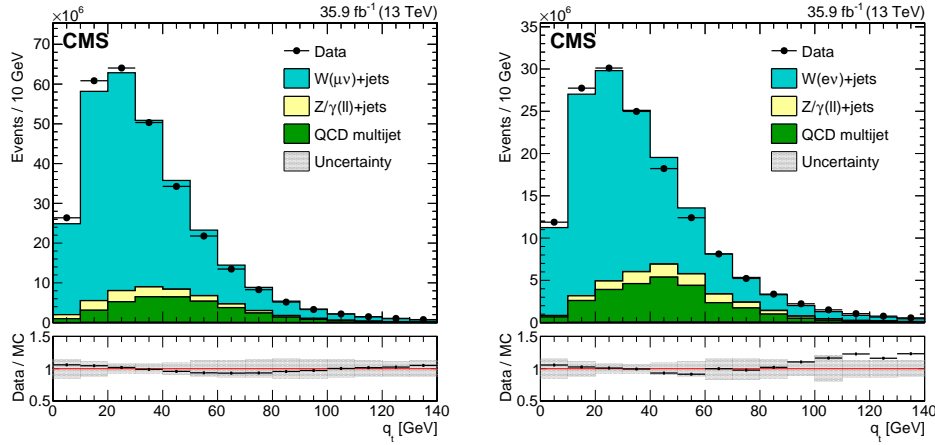 ×10⁶
35.9 fb⁻¹ (13 TeV)
CMS
Data
W(μν)+jets
Z/γ(ll)+jets
QCD multijet
Uncertainty
Events / 10 GeV
70
60
50
40
30
20
10
0
Data / MC
1.5
1
0.5
0 20 40 60 80 100 120 140
q_t [GeV]
×10⁶
35.9 fb⁻¹ (13 TeV)
CMS
Data
W(eν)+jets
Z/γ(ll)+jets
QCD multijet
Uncertainty
Events / 10 GeV
35
30
25
20
15
10
5
0
Data / MC
1.5
1
0.5
0 20 40 60 80 100 120 140
q_t [GeV]